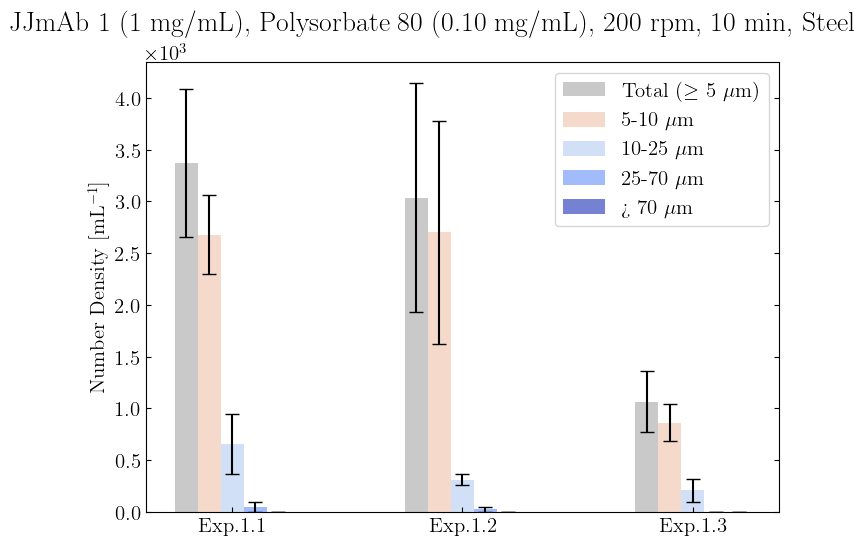 JJmAb 1 (1 mg/mL), Polysorbate 80 (0.10 mg/mL), 200 rpm, 10 min, Steel
×10³
Number Density [mL⁻¹]
4.0
3.5
3.0
2.5
2.0
1.5
1.0
0.5
0.0
Total (≥ 5 μm)
5-10 μm
10-25 μm
25-70 μm
¿ 70 μm
Exp.1.1
Exp.1.2
Exp.1.3